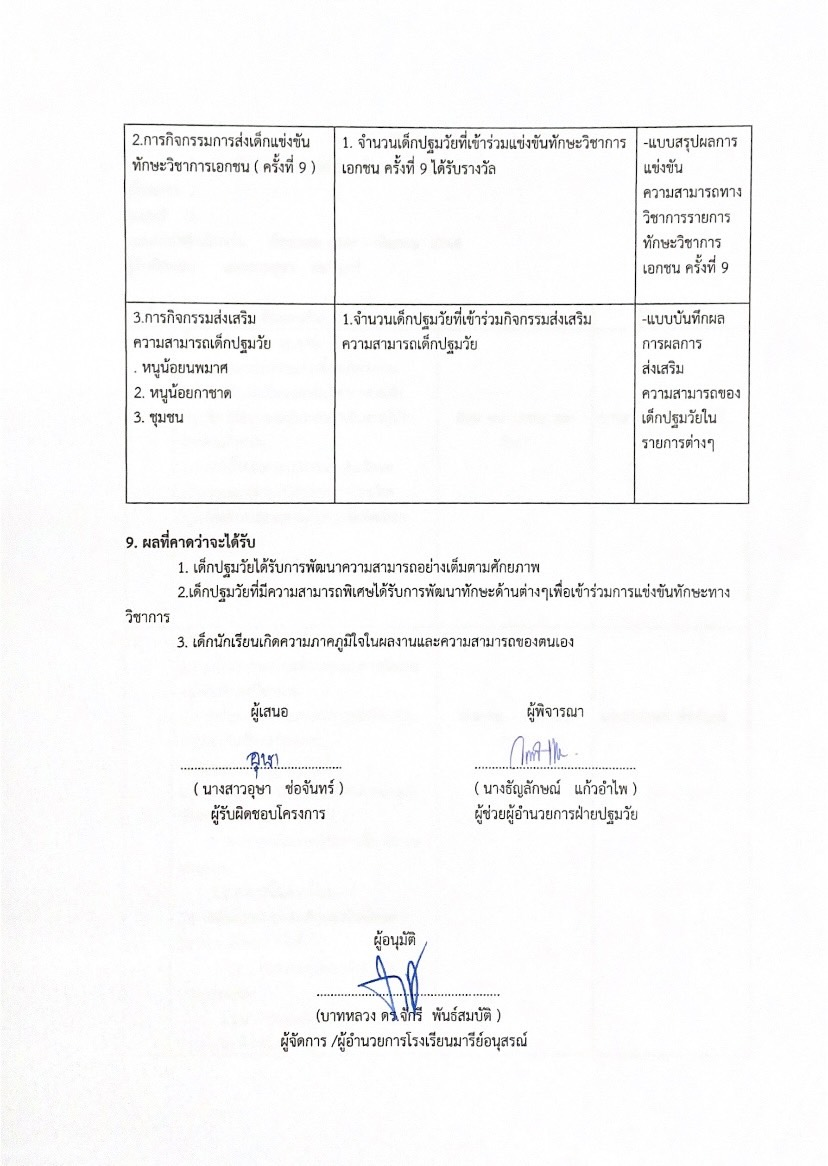 2.การกิจกรรมการส่งเด็กแข่งขัน
ทักษะวิชาการเอกชน ( ครั้งที่ 9 )
1. จำนวนเด็กปฐมวัยที่เข้าร่วมแข่งขันทักษะวิชาการ
เอกชน ครั้งที่ 9 ได้รับรางวัล
-แบบสรุปผลการ
แข่งขัน
ความสามารถทาง
วิชาการรายการ
ทักษะวิชาการ
เอกชน ครั้งที่ 9
3.การกิจกรรมส่งเสริม
ความสามารถเด็กปฐมวัย
. หนูน้อยนพมาศ
2. หนูน้อยกาชาด
3. ชุมชน
1.จำนวนเด็กปฐมวัยที่เข้าร่วมกิจกรรมส่งเสริม
ความสามารถเด็กปฐมวัย
-แบบบันทึกผล
การผลการ
ส่งเสริม
ความสามารถของ
เด็กปฐมวัยใน
รายการต่างๆ
9. ผลที่คาดว่าจะได้รับ
1. เด็กปฐมวัยได้รับการพัฒนาความสามารถอย่างเต็มตามศักยภาพ
2.เด็กปฐมวัยที่มีความสามารถพิเศษได้รับการพัฒนาทักษะด้านต่างๆเพื่อเข้าร่วมการแข่งขันทักษะทาง
วิชาการ
3. เด็กนักเรียนเกิดความภาคภูมิใจในผลงานและความสามารถของตนเอง
ผู้เสนอ
อุษา
( นางสาวอุษา ช่อจันทร์ )
ผู้รับผิดชอบโครงการ
ผู้พิจารณา
( นางธัญลักษณ์ แก้วอำไพ )
ผู้ช่วยผู้อำนวยการฝ่ายปฐมวัย
ผู้อนุมัติ
(บาทหลวง ดร.จักรี พันธ์สมบัติ )
ผู้จัดการ /ผู้อำนวยการโรงเรียนมารีย์อนุสรณ์